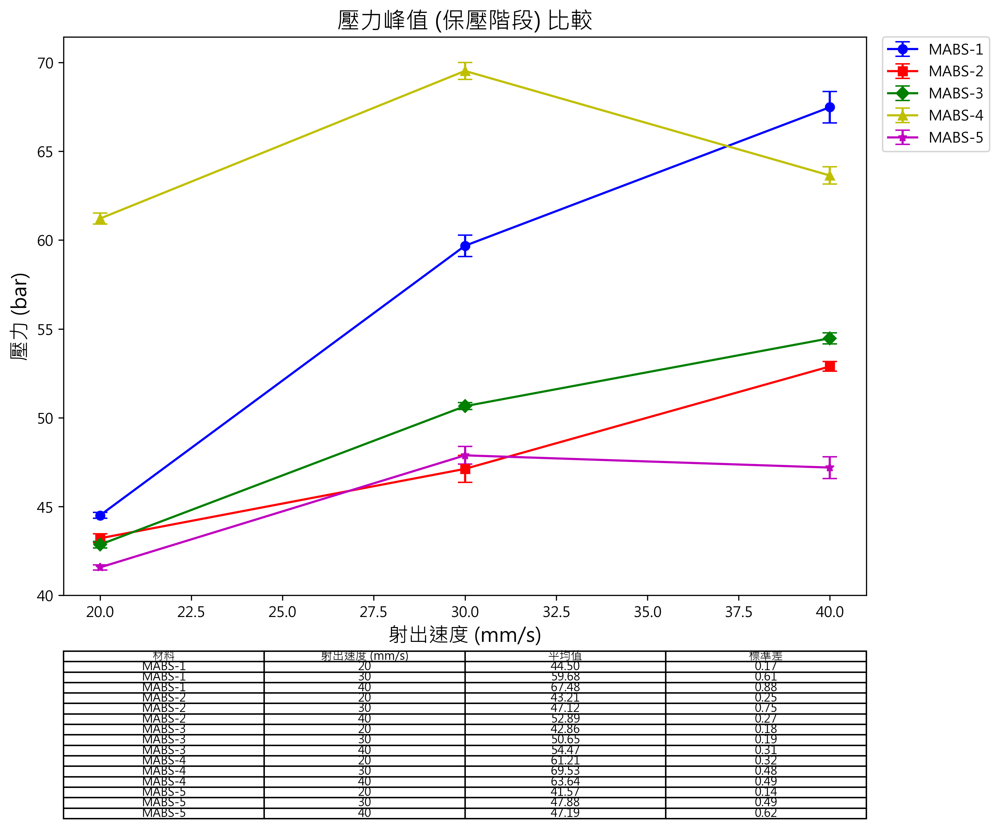 壓力峰值 (保壓階段) 比較
MABS-1
MABS-2
MABS-3
MABS-4
MABS-5
壓力 (bar)
70
65
60
55
50
45
40
20.0 22.5 25.0 27.5 30.0 32.5 35.0 37.5 40.0
射出速度 (mm/s)
材料 射出速度 (mm/s) 平均值 標準差
MABS-1 20 44.50 0.17
MABS-1 30 59.68 0.61
MABS-1 40 67.48 0.88
MABS-2 20 43.21 0.25
MABS-2 30 47.12 0.75
MABS-2 40 52.89 0.27
MABS-3 20 42.86 0.18
MABS-3 30 50.65 0.19
MABS-3 40 54.47 0.31
MABS-4 20 61.21 0.32
MABS-4 30 69.53 0.48
MABS-4 40 63.64 0.49
MABS-5 20 41.57 0.14
MABS-5 30 47.88 0.49
MABS-5 40 47.19 0.62